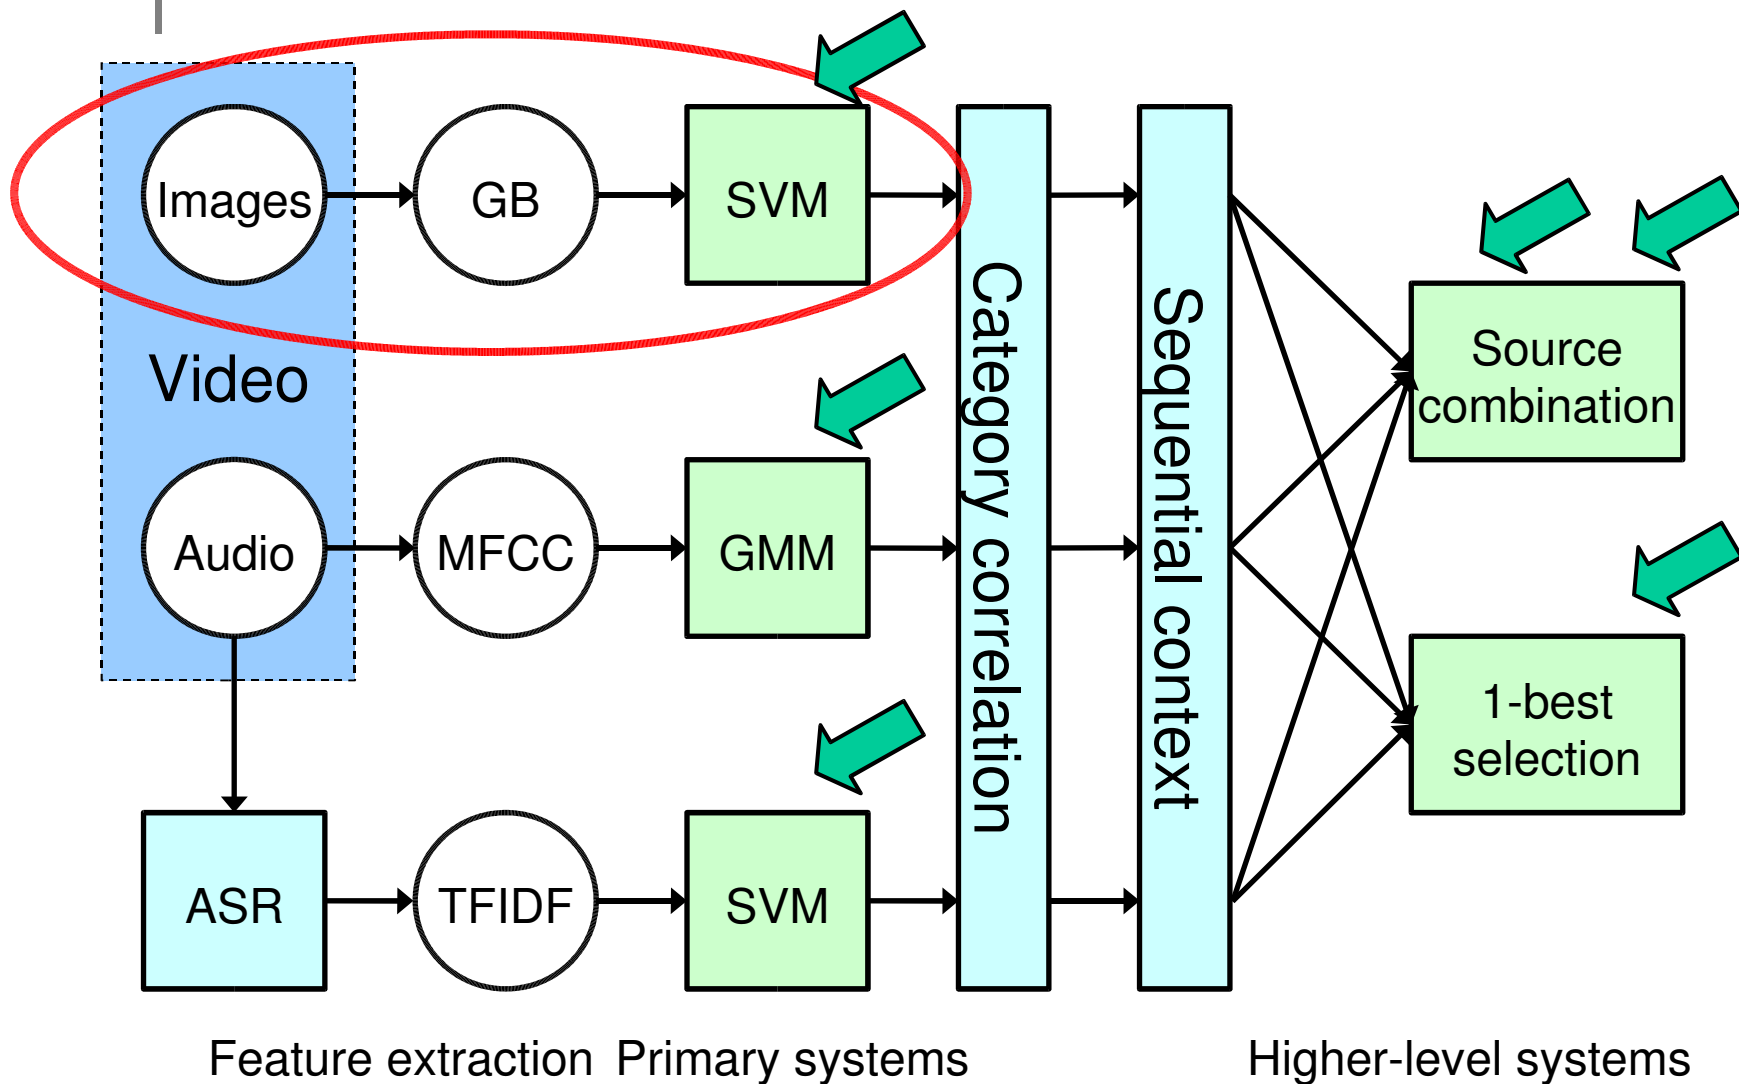 Images
GB
SVM
Video
Audio
MFCC
GMM
ASR
TFIDF
SVM
Category correlation
Sequential context
Source
combination
1-best
selection
Feature extraction
Primary systems
Higher-level systems